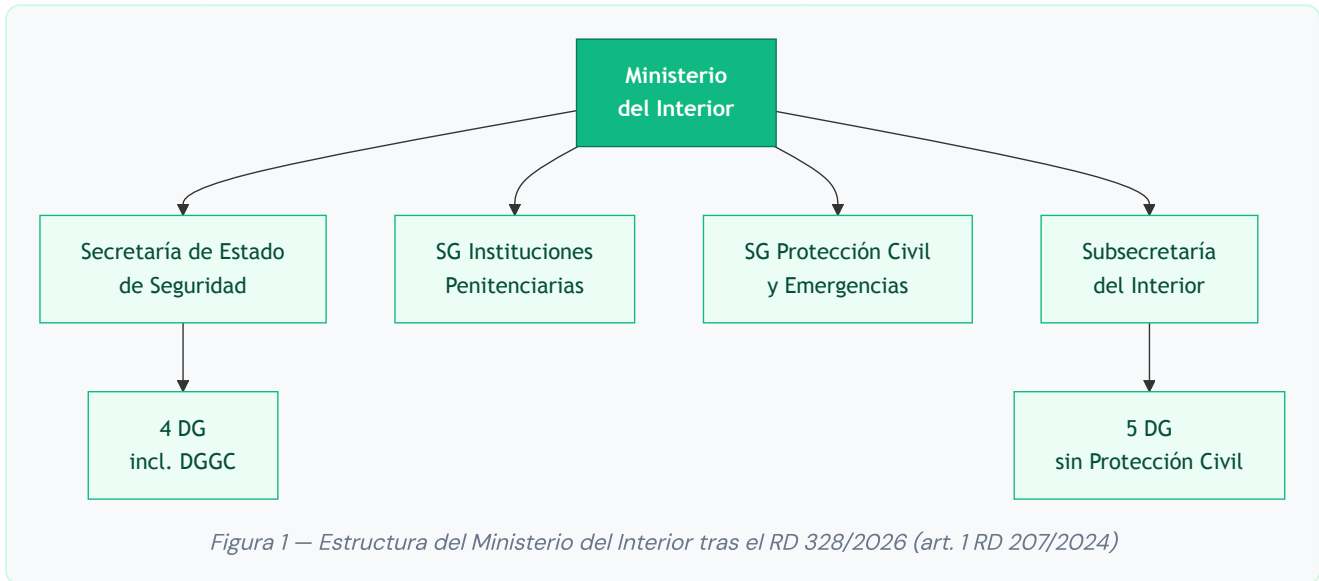 Ministerio
del Interior
Secretaría de Estado
de Seguridad
SG Instituciones
Penitenciarias
SG Protección Civil
y Emergencias
Subsecretaría
del Interior
4 DG
incl. DGGC
5 DG
sin Protección Civil
Figura 1 — Estructura del Ministerio del Interior tras el RD 328/2026 (art. 1 RD 207/2024)